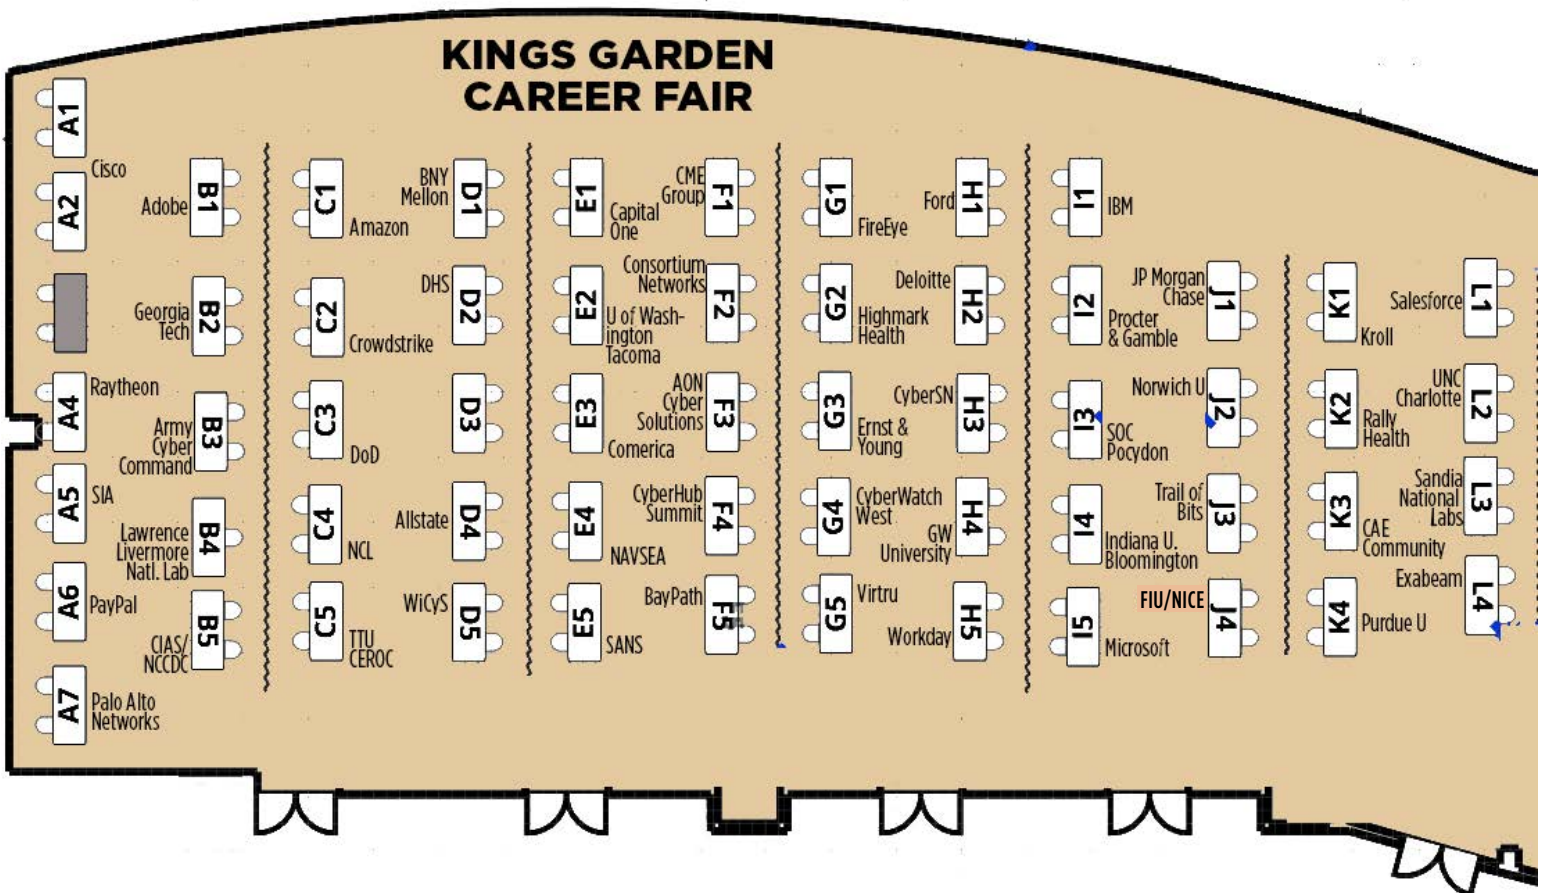 KINGS GARDEN
CAREER FAIR
A1
Cisco
A2
A4
Raytheon
A5
SIA
A6
PayPal
A7
Palo Alto
Networks
B1
Adobe
B2
Georgia
Tech
B3
Army
Cyber
Command
B4
Lawrence
Livermore
Natl. Lab
B5
CIAS/
NCCDC
C1
Amazon
C2
Crowdstrike
C3
DoD
C4
NCL
C5
TTU
CEROC
D1
BNY
Mellon
D2
DHS
D3
D4
Allstate
D5
WiCyS
E1
Capital
One
E2
U of Wash-
ington
Tacoma
E3
Comerica
E4
NAVSEA
E5
SANS
F1
CME
Group
F2
Consortium
Networks
F3
AON
Cyber
Solutions
F4
CyberHub
Summit
F5
BayPath
G1
FireEye
G2
Highmark
Health
G3
Ernst &
Young
G4
CyberWatch
West
G5
Virtru
H1
Ford
H2
Deloitte
H3
CyberSN
H4
GW
University
H5
Workday
I1
IBM
I2
Procter
& Gamble
I3
SOC
Pocydon
I4
Indiana U.
Bloomington
I5
Microsoft
J1
JP Morgan
Chase
J2
Norwich U
J3
Trail of
Bits
J4
FIU/NICE
K1
Kroll
K2
Rally
Health
K3
CAE
Community
K4
Purdue U
L1
Salesforce
L2
UNC
Charlotte
L3
Sandia
National
Labs
L4
Exabeam